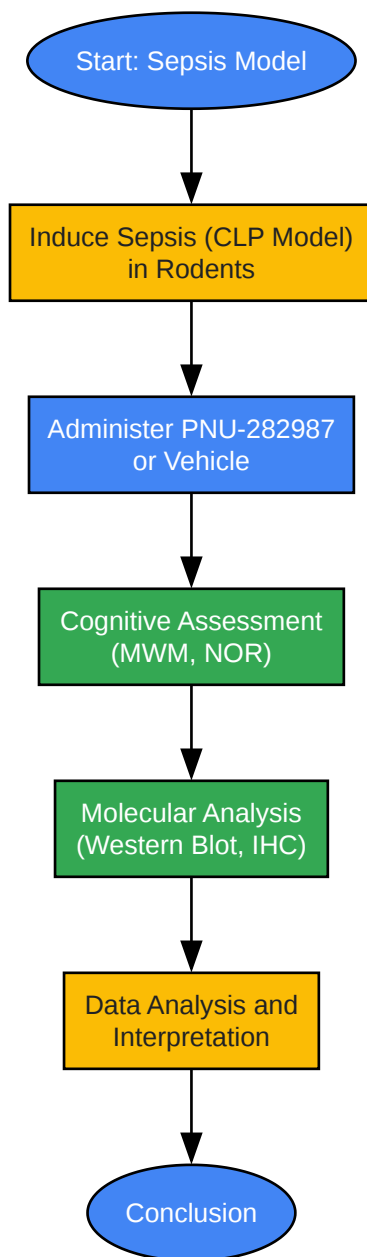 Start: Sepsis Model
Induce Sepsis (CLP Model)
in Rodents
Administer PNU-282987
or Vehicle
Cognitive Assessment
(MWM, NOR)
Molecular Analysis
(Western Blot, IHC)
Data Analysis and
Interpretation
Conclusion